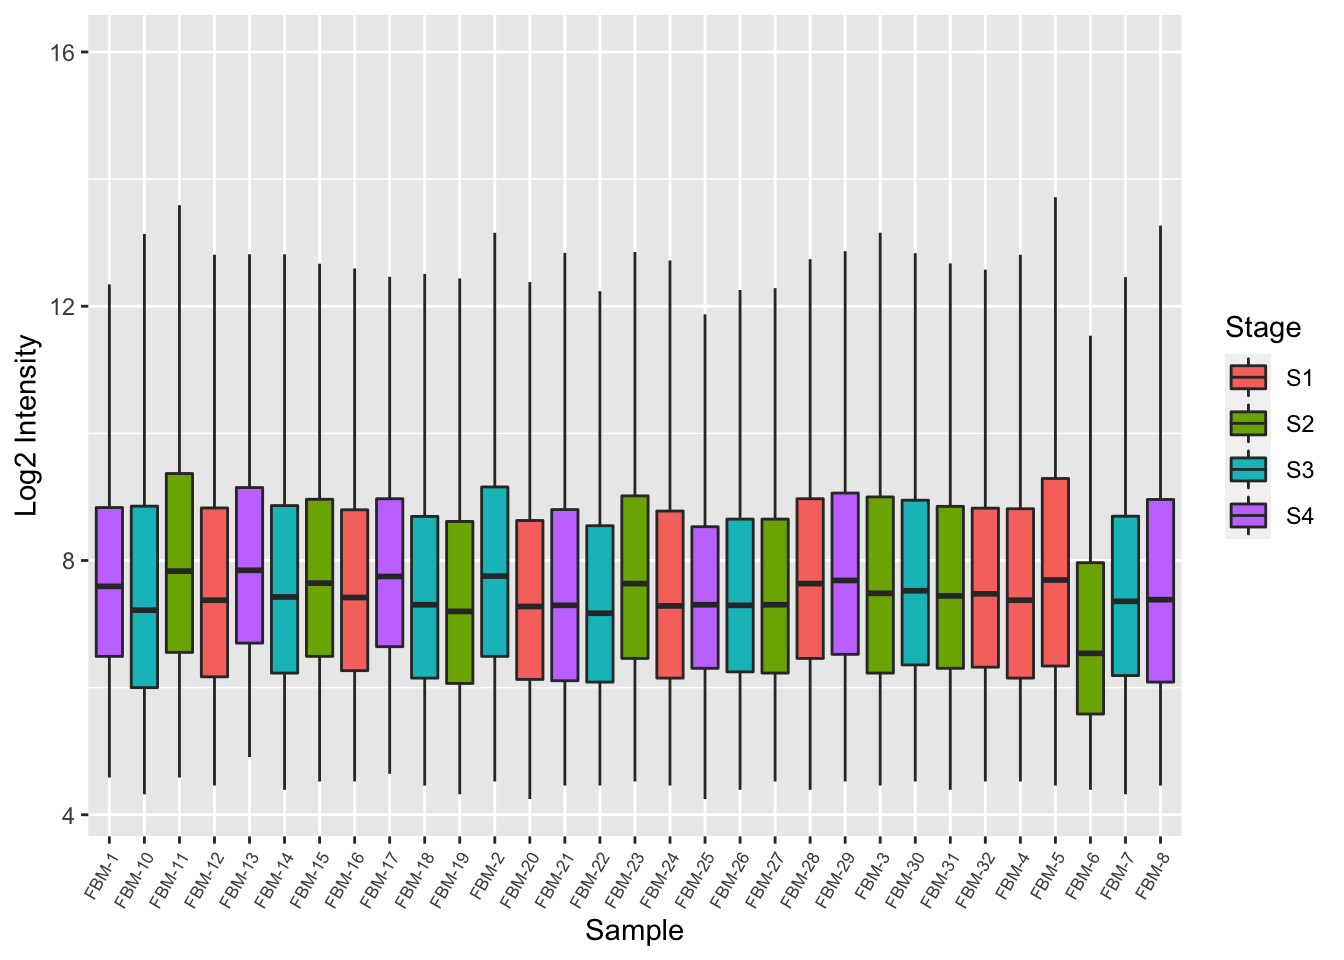 16
12
8
4
Log2 Intensity
FBM-1
FBM-10
FBM-11
FBM-12
FBM-13
FBM-14
FBM-15
FBM-16
FBM-17
FBM-18
FBM-19
FBM-2
FBM-20
FBM-21
FBM-22
FBM-23
FBM-24
FBM-25
FBM-26
FBM-27
FBM-28
FBM-29
FBM-3
FBM-30
FBM-31
FBM-32
FBM-4
FBM-5
FBM-6
FBM-7
FBM-8
Sample
Stage
S1
S2
S3
S4